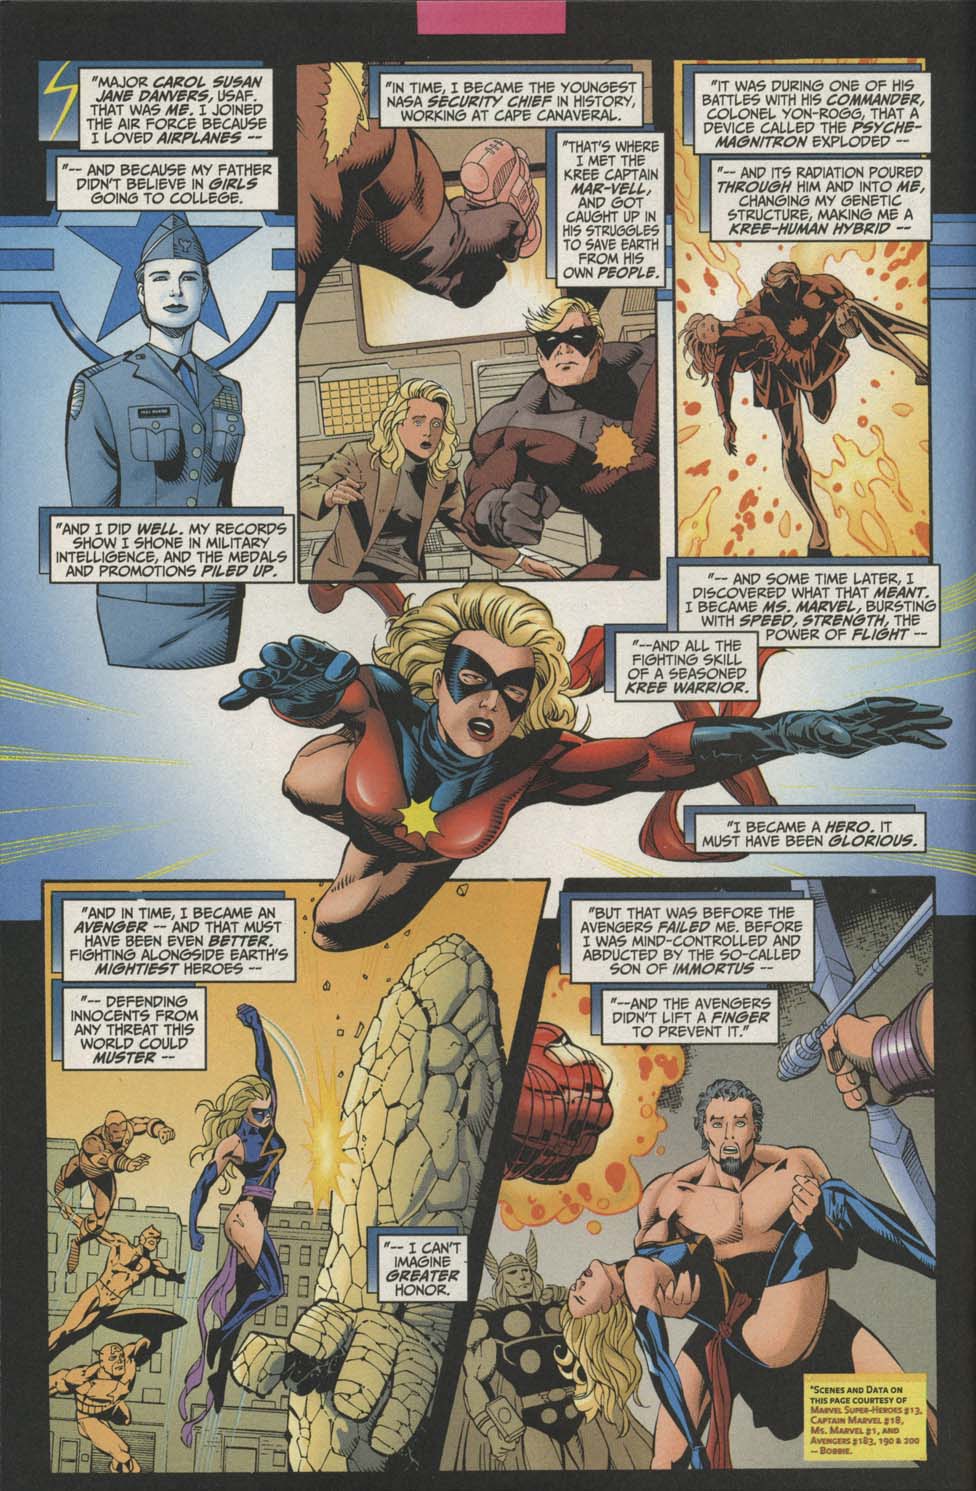 "MAJOR CAROL SUSAN
JANE DANVERS, USAF.
THAT WAS ME. I JOINED
THE AIR FORCE BECAUSE
I LOVED AIRPLANES --
"-- AND BECAUSE MY FATHER
DIDN'T BELIEVE IN GIRLS
GOING TO COLLEGE.
"AND I DID WELL. MY RECORDS
SHOW I SHONE IN MILITARY
INTELLIGENCE, AND THE MEDALS
AND PROMOTIONS PILED UP.
"IN TIME, I BECAME THE YOUNGEST
NASA SECURITY CHIEF IN HISTORY,
WORKING AT CAPE CANAVERAL.
"THAT'S WHERE
I MET THE
KREE CAPTAIN
MAR-VELL,
AND GOT
CAUGHT UP IN
HIS STRUGGLES
TO SAVE EARTH
FROM HIS
OWN PEOPLE.
"IT WAS DURING ONE OF HIS
BATTLES WITH HIS COMMANDER,
COLONEL YON-ROGG, THAT A
DEVICE CALLED THE PSYCHE-
MAGNITRON EXPLODED --
"-- AND ITS RADIATION POURED
THROUGH HIM AND INTO ME,
CHANGING MY GENETIC
STRUCTURE, MAKING ME A
KREE-HUMAN HYBRID --
"-- AND SOME TIME LATER, I
DISCOVERED WHAT THAT MEANT.
I BECAME MS. MARVEL, BURSTING
WITH SPEED, STRENGTH, THE
POWER OF FLIGHT --
"--AND ALL THE
FIGHTING SKILL
OF A SEASONED
KREE WARRIOR.
"I BECAME A HERO. IT
MUST HAVE BEEN GLORIOUS.
"AND IN TIME, I BECAME AN
AVENGER -- AND THAT MUST
HAVE BEEN EVEN BETTER.
FIGHTING ALONGSIDE EARTH'S
MIGHTIEST HEROES --
"-- DEFENDING
INNOCENTS FROM
ANY THREAT THIS
WORLD COULD
MUSTER --
"-- I CAN'T
IMAGINE
GREATER
HONOR.
"BUT THAT WAS BEFORE THE
AVENGERS FAILED ME. BEFORE
I WAS MIND-CONTROLLED AND
ABDUCTED BY THE SO-CALLED
SON OF IMMORTUS --
"--AND THE AVENGERS
DIDN'T LIFT A FINGER
TO PREVENT IT."
*SCENES AND DATA ON
THIS PAGE COURTESY OF
MARVEL SUPER-HEROES #13,
CAPTAIN MARVEL #18,
MS. MARVEL #1, AND
AVENGERS #183, 190 & 200
-- BOBBIE.